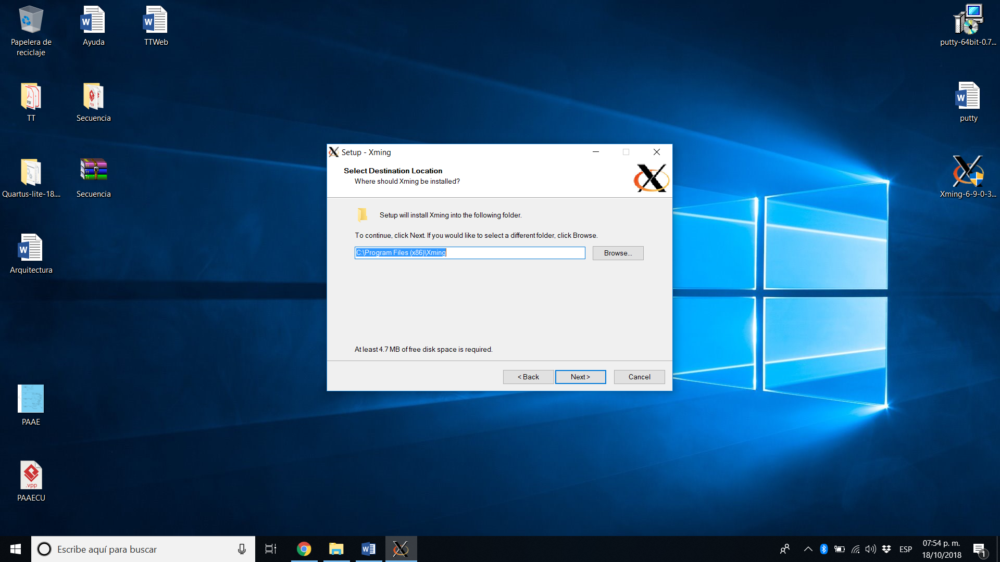 Papelera de
reciclaje
Ayuda
TTWeb
TT
Secuencia
Quartus-lite-18....
Secuencia
Arquitectura
PAAE
.vpp
PAAECU
putty-64bit-0.7...
putty
Xming-6-9-0-3...
Setup - Xming
Select Destination Location
Where should Xming be installed?
Setup will install Xming into the following folder.
To continue, click Next. If you would like to select a different folder, click Browse.
C:\Program Files (x86)\Xming
Browse...
At least 4.7 MB of free disk space is required.
< Back
Next >
Cancel
Escribe aquí para buscar
ESP
07:54 p. m.
18/10/2018
1